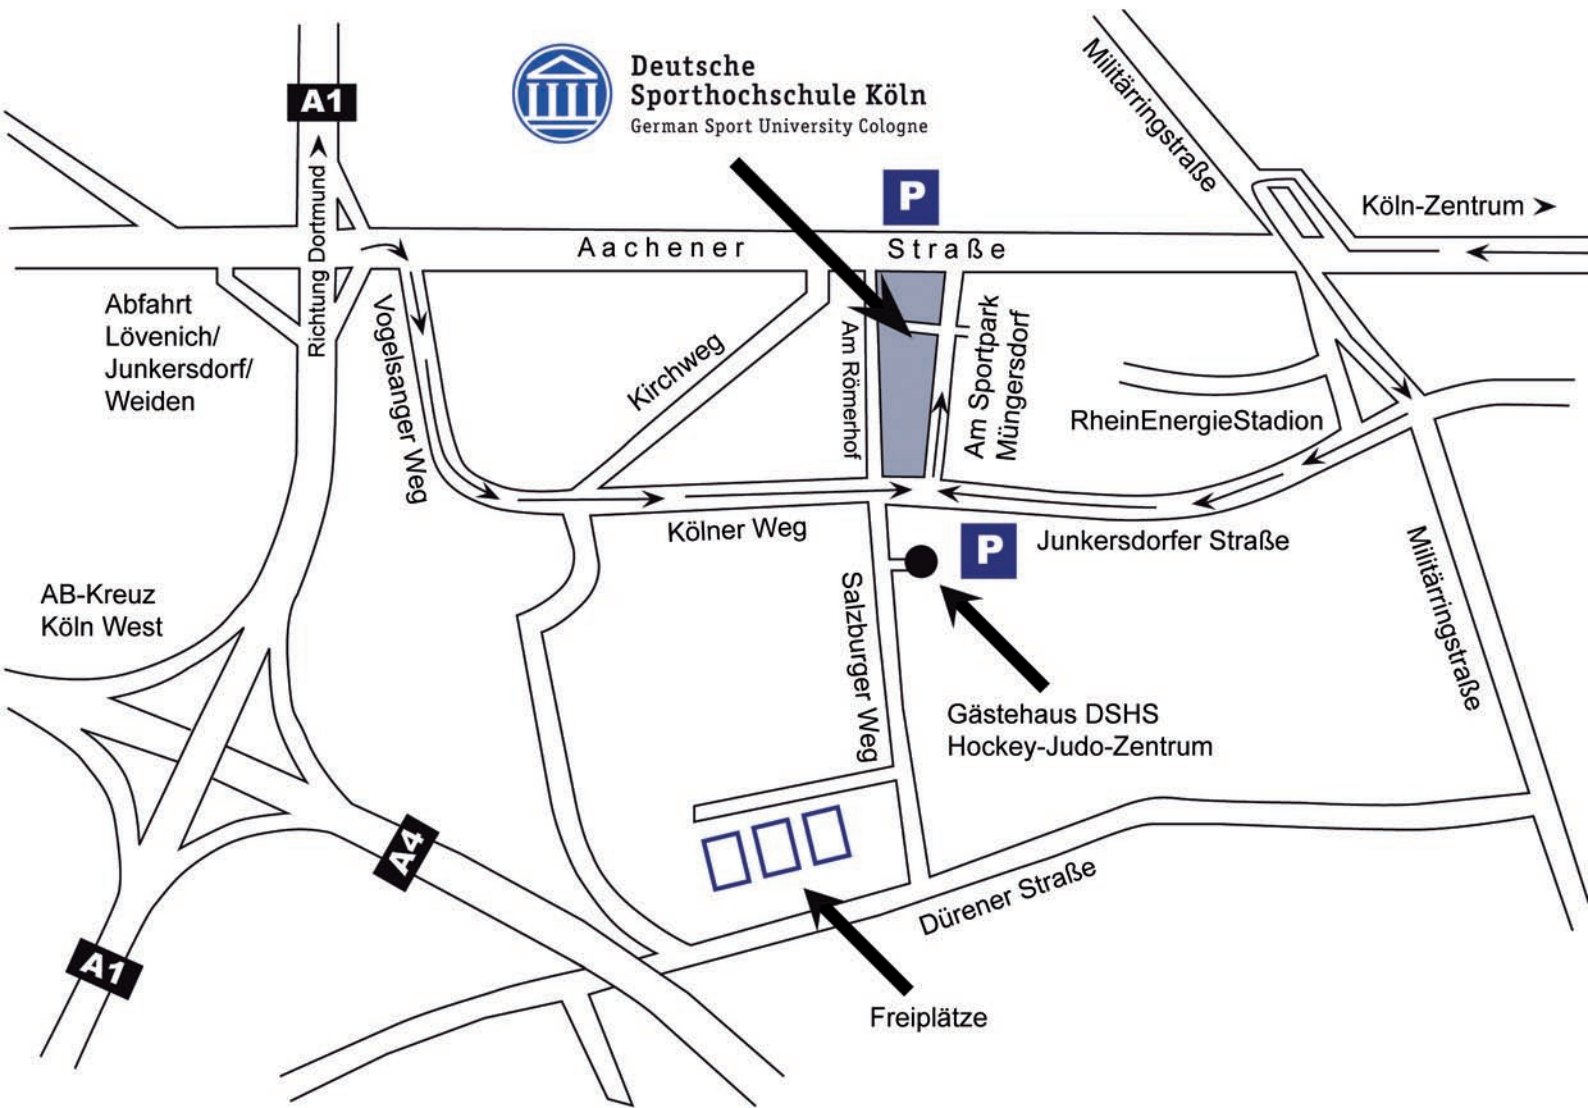 Deutsche
Sporthochschule Köln
German Sport University Cologne
A1
Richtung Dortmund
Militärringstraße
P
Köln-Zentrum
Aachener Straße
Abfahrt
Lövenich/
Junkersdorf/
Weiden
Vogelsanger Weg
Kirchweg
Am Römerhof
Am Sportpark
Müngersdorf
RheinEnergieStadion
Kölner Weg
P
Junkersdorfer Straße
Militärringstraße
AB-Kreuz
Köln West
Salzburger Weg
Gästehaus DSHS
Hockey-Judo-Zentrum
A4
Dürener Straße
A1
Freiplätze